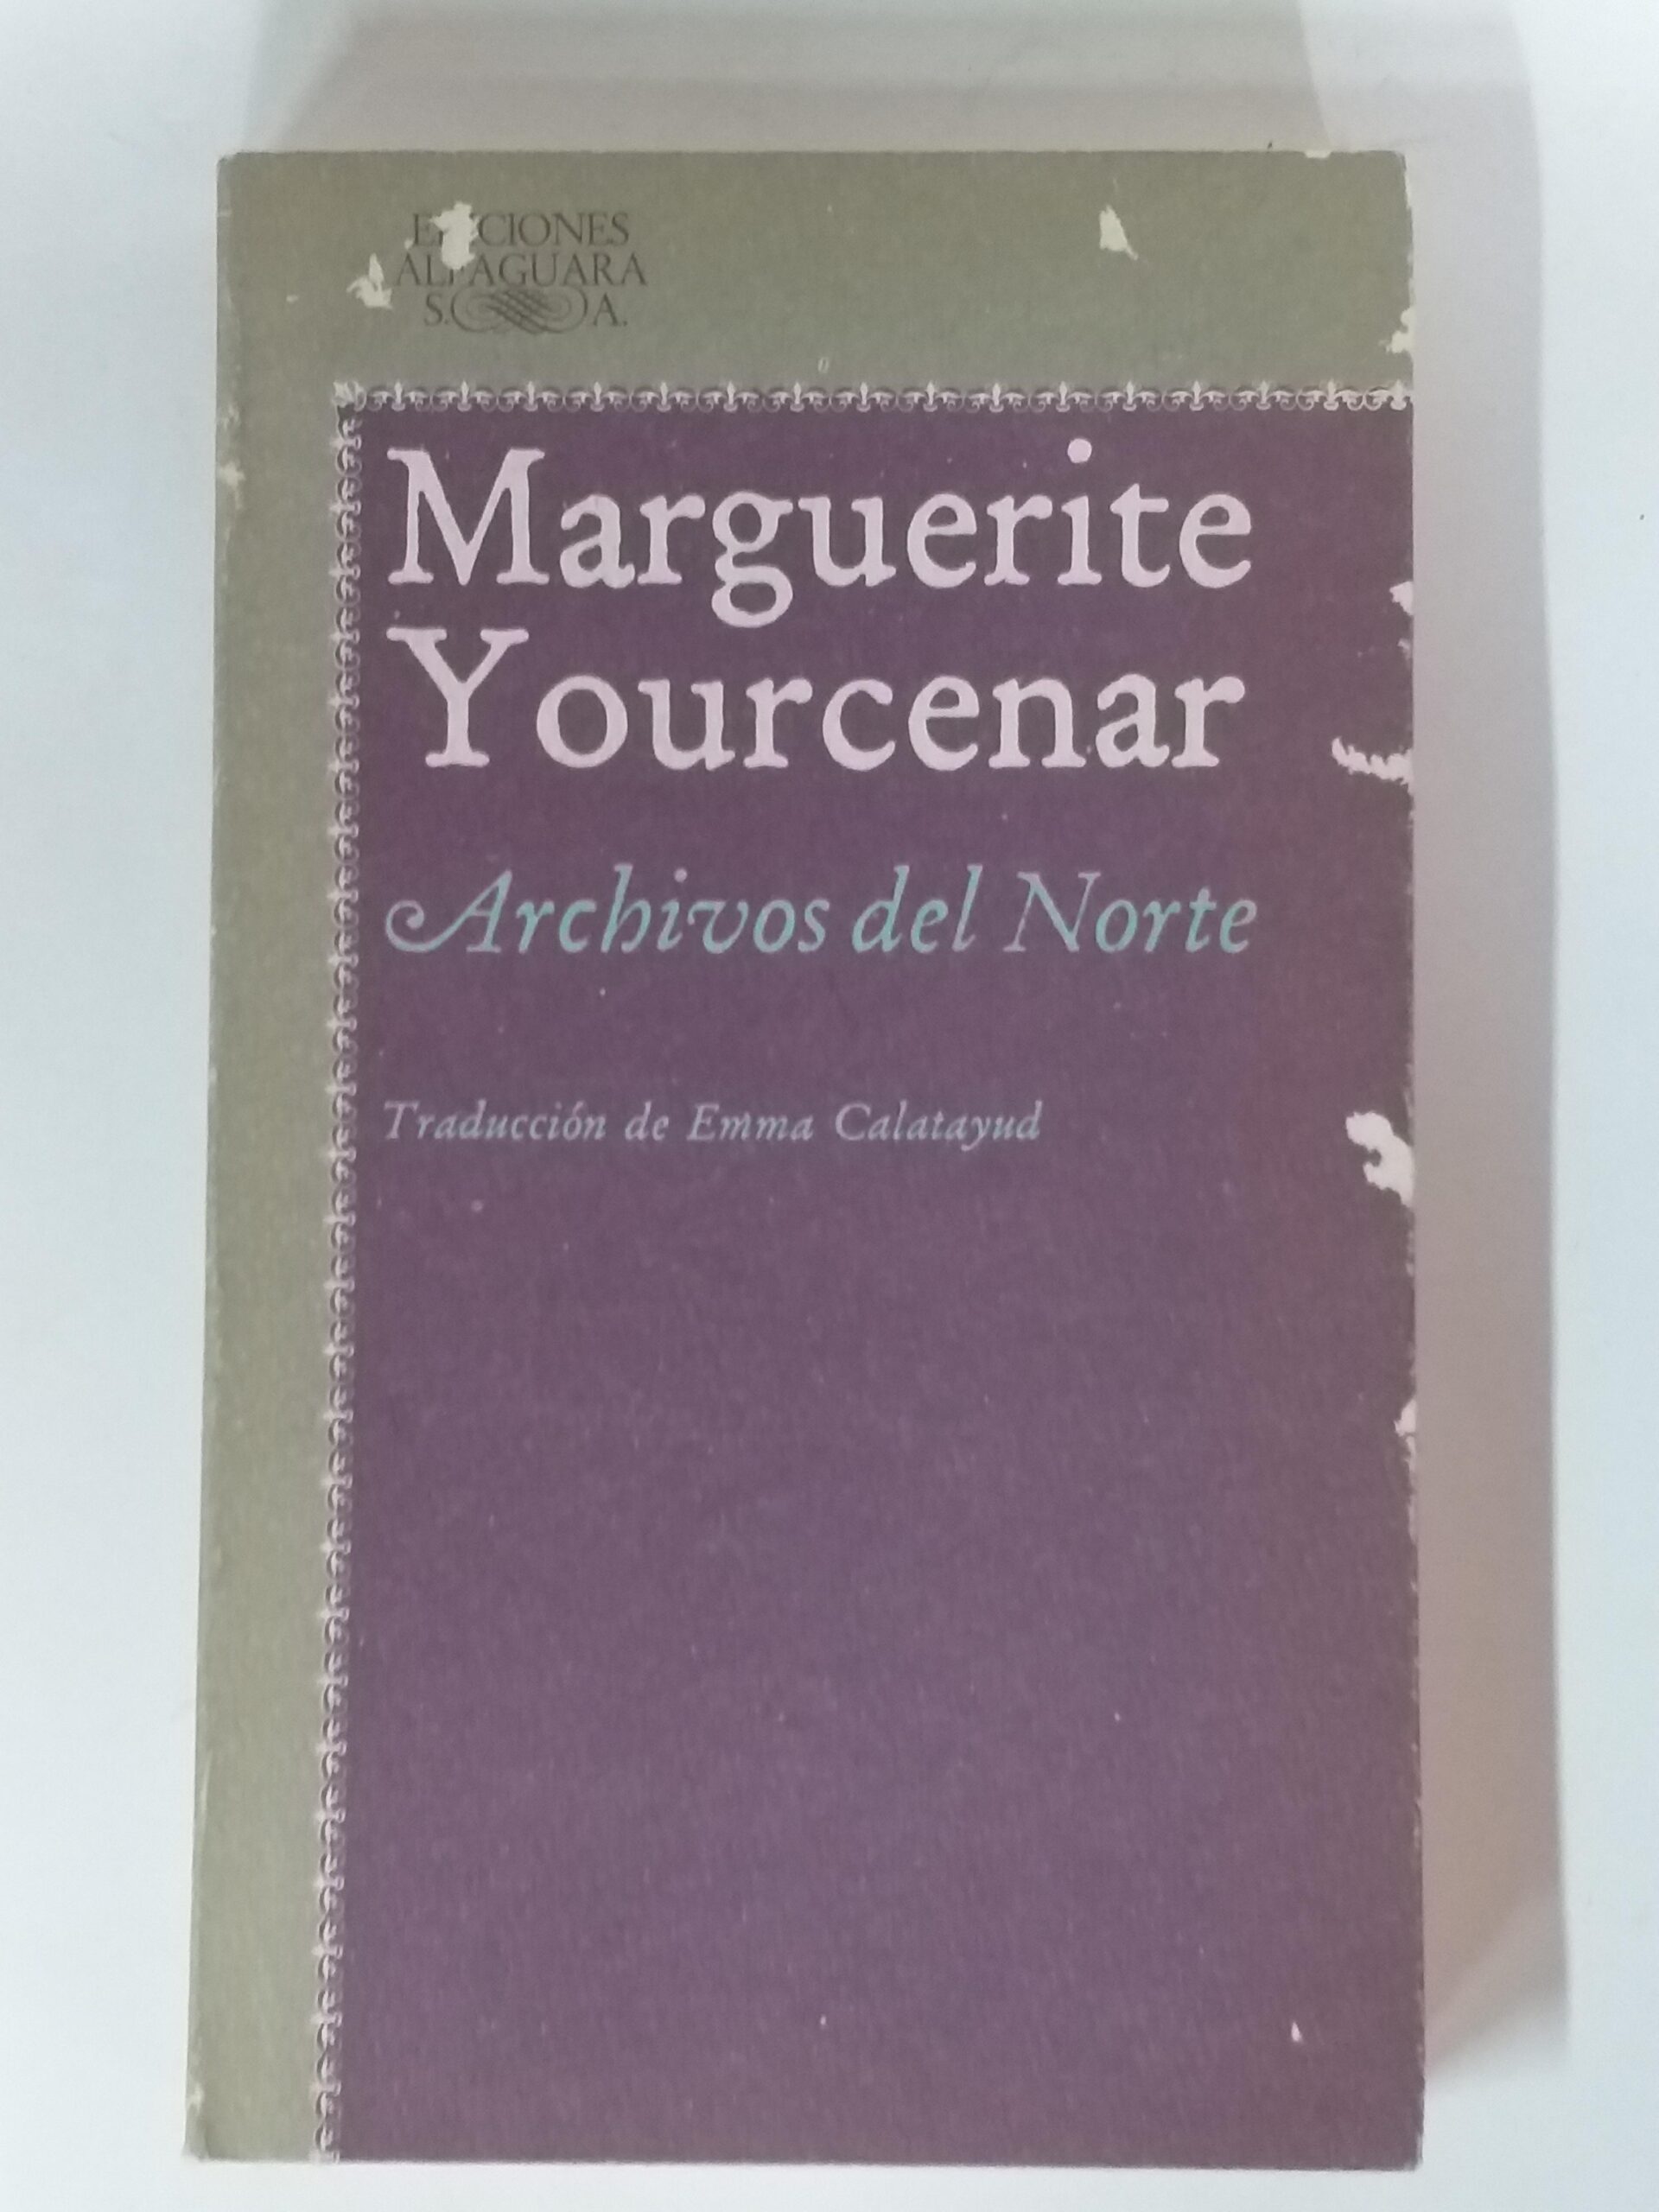 EDICIONES
ALFAGUARA
S. A.
Marguerite
Yourcenar
Archivos del Norte
Traducción de Emma Calatayud